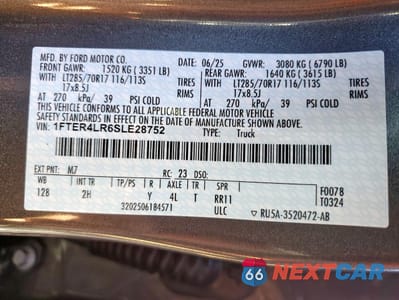 MFD. BY FORD MOTOR CO.
06/25 GVWR: 3080 KG (6790 LB)
FRONT GAWR: 1520 KG (3351 LB)
REAR GAWR: 1640 KG (3615 LB)
WITH LT285/70R17 116/113S
17x8.5J
WITH LT285/70R17 116/113S
17x8.5J
AT 270 kPa/ 39 PSI COLD
AT 270 kPa/ 39 PSI COLD
THIS VEHICLE CONFORMS TO ALL APPLICABLE FEDERAL MOTOR VEHICLE
SAFETY STANDARDS IN EFFECT ON THE DATE OF MANUFACTURE SHOWN ABOVE.
VIN: 1FTER4LR6SLE28752
TYPE: Truck
EXT PNT: M7 RC: 23 DSO:
WB INT TR TP/PS R AXLE TR SPR
128 2H Y 4L T RR11
ULC
F0078
T0324
3202506184571
RU5A-3520472-AB
66 NEXTCAR